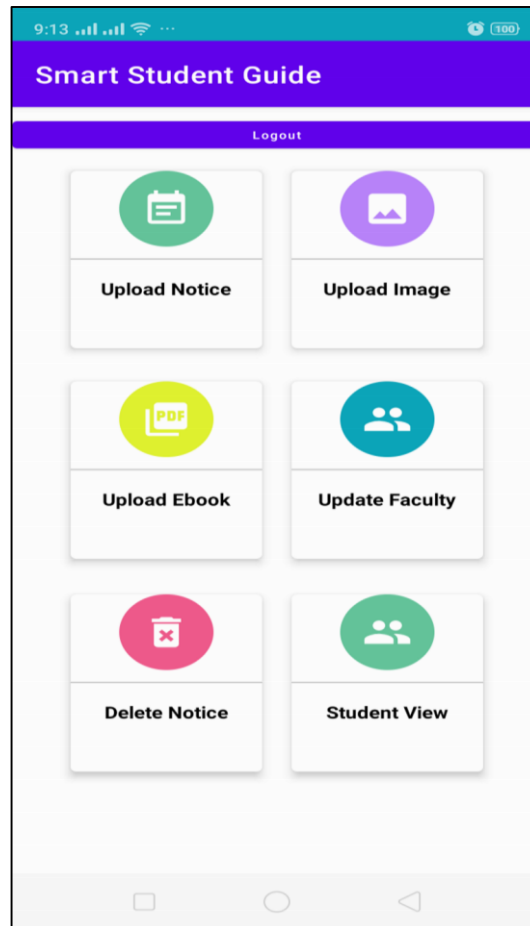 9:13 ...
100
Smart Student Guide
Logout
Upload Notice
Upload Image
PDF
Upload Ebook
Update Faculty
Delete Notice
Student View